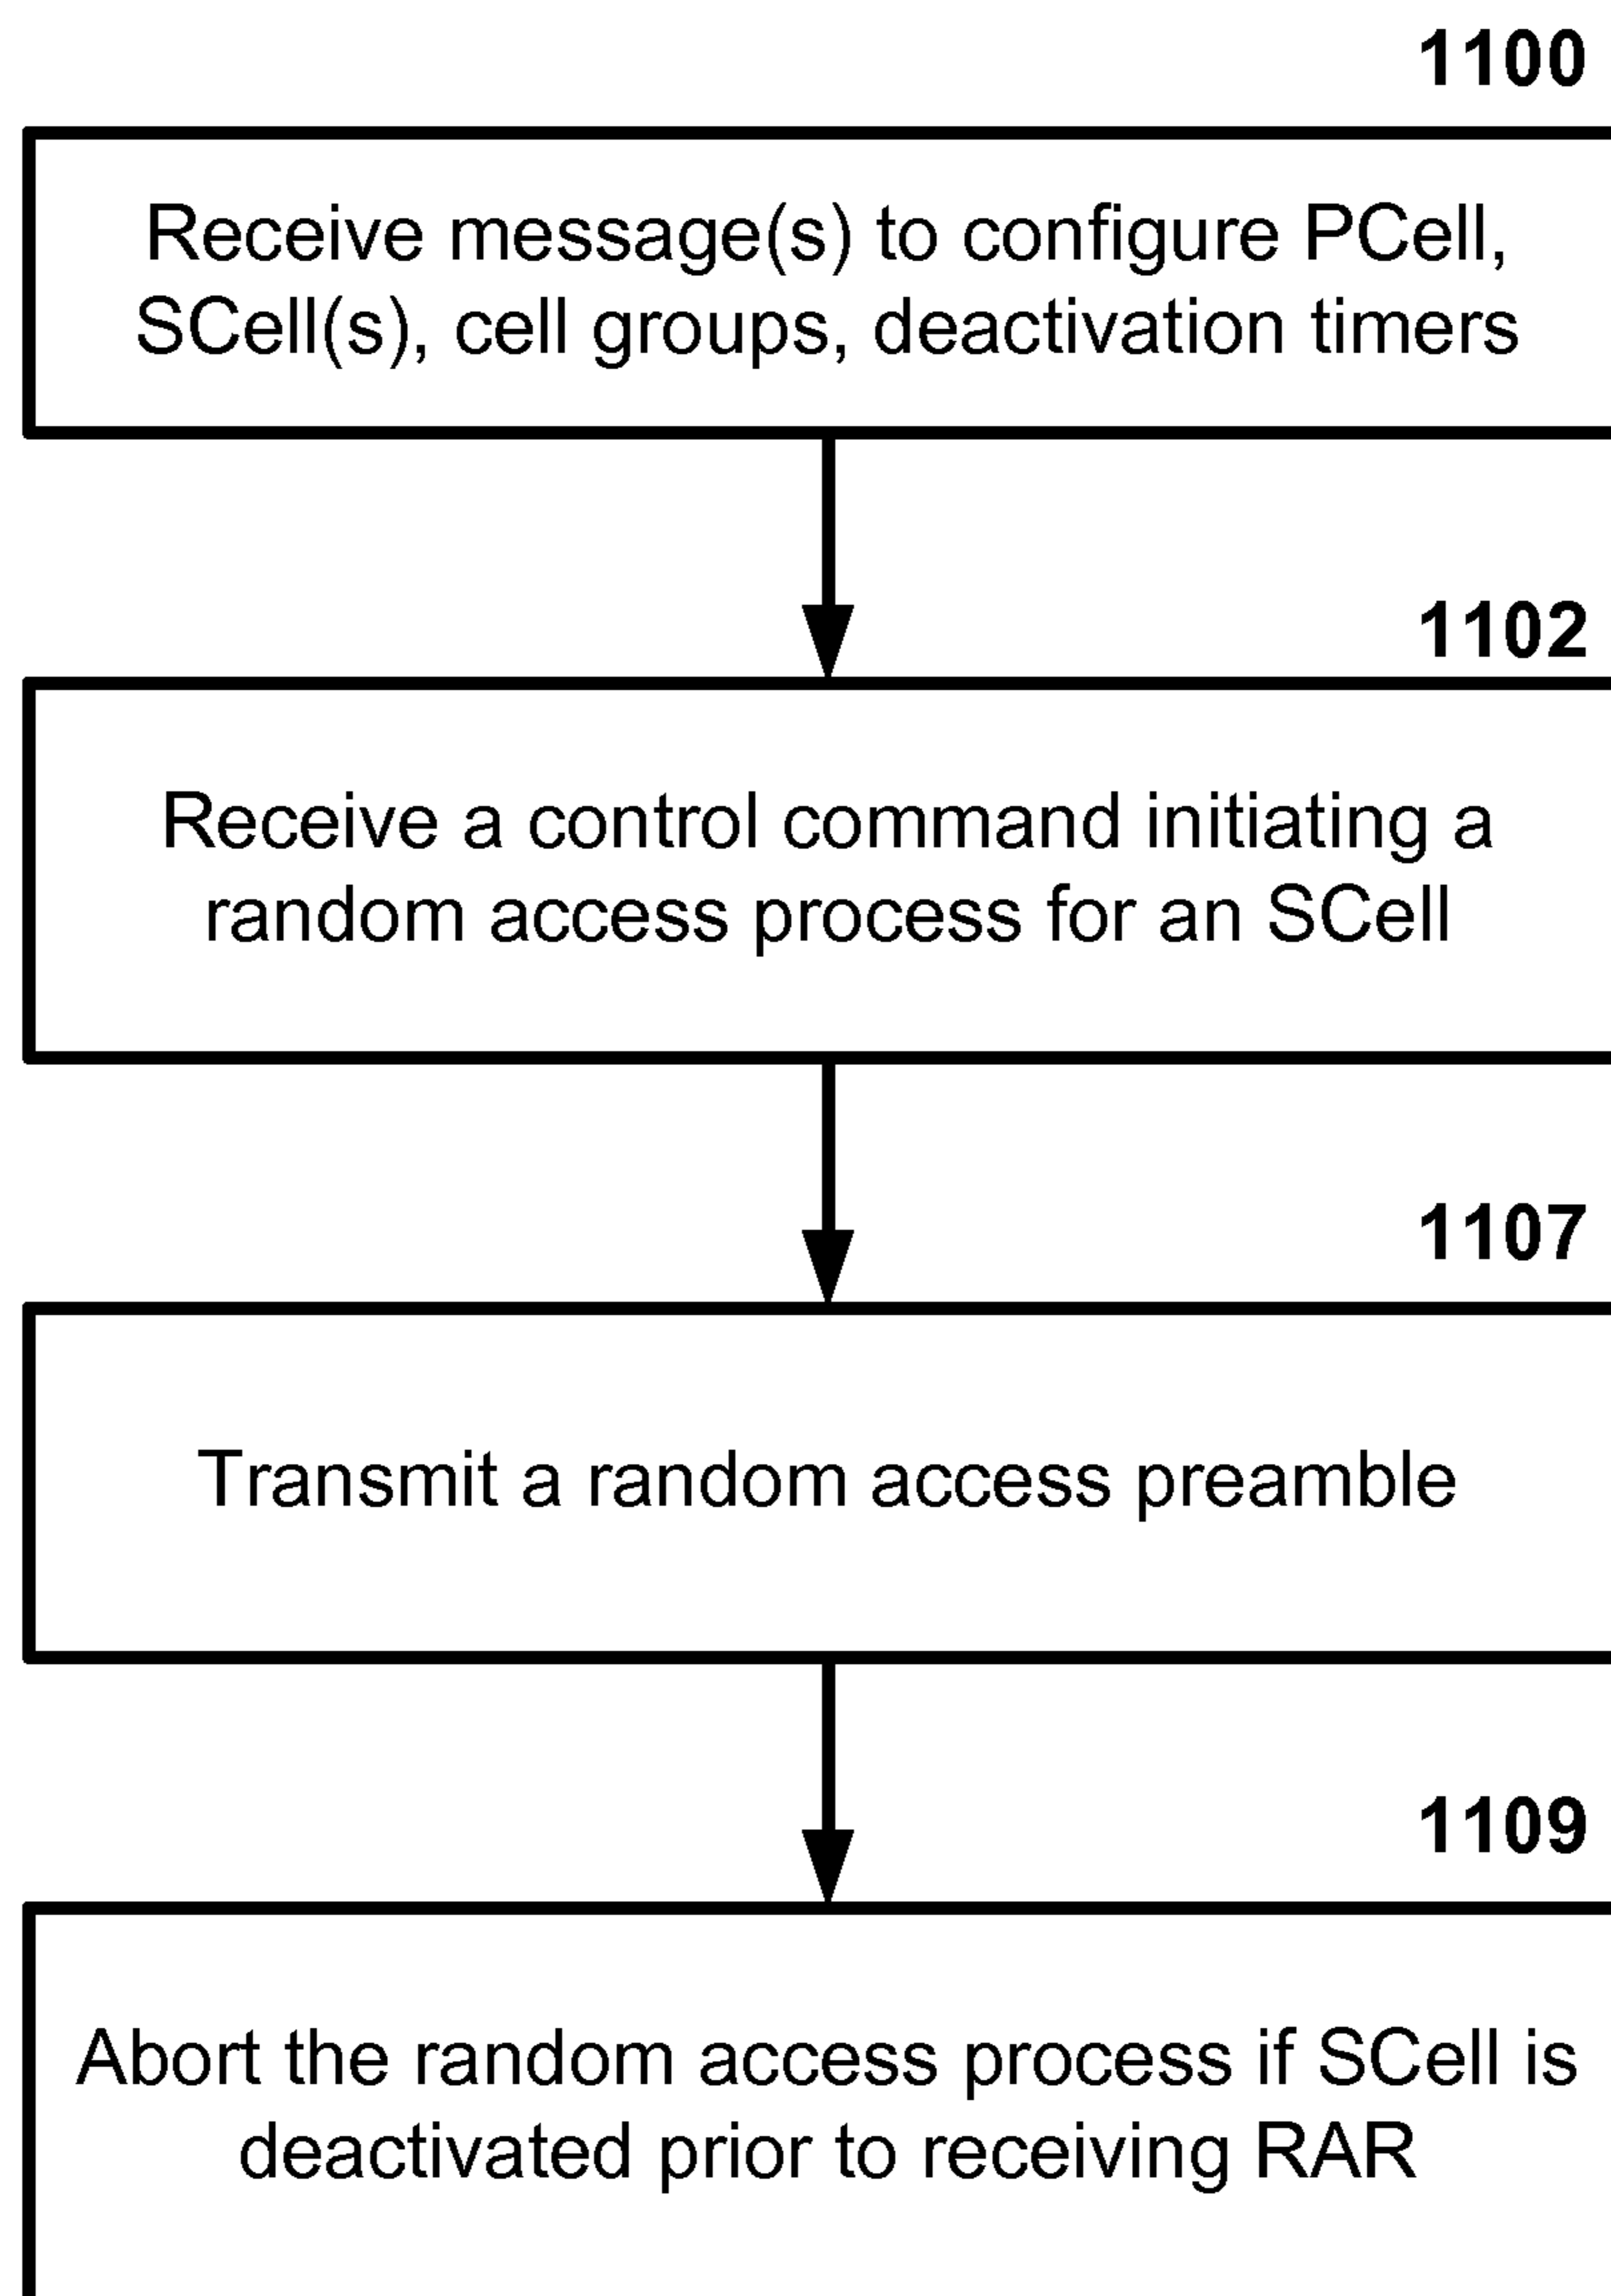 1100
Receive message(s) to configure PCell,
SCell(s), cell groups, deactivation timers
1102
Receive a control command initiating a
random access process for an SCell
1107
Transmit a random access preamble
1109
Abort the random access process if SCell is
deactivated prior to receiving RAR